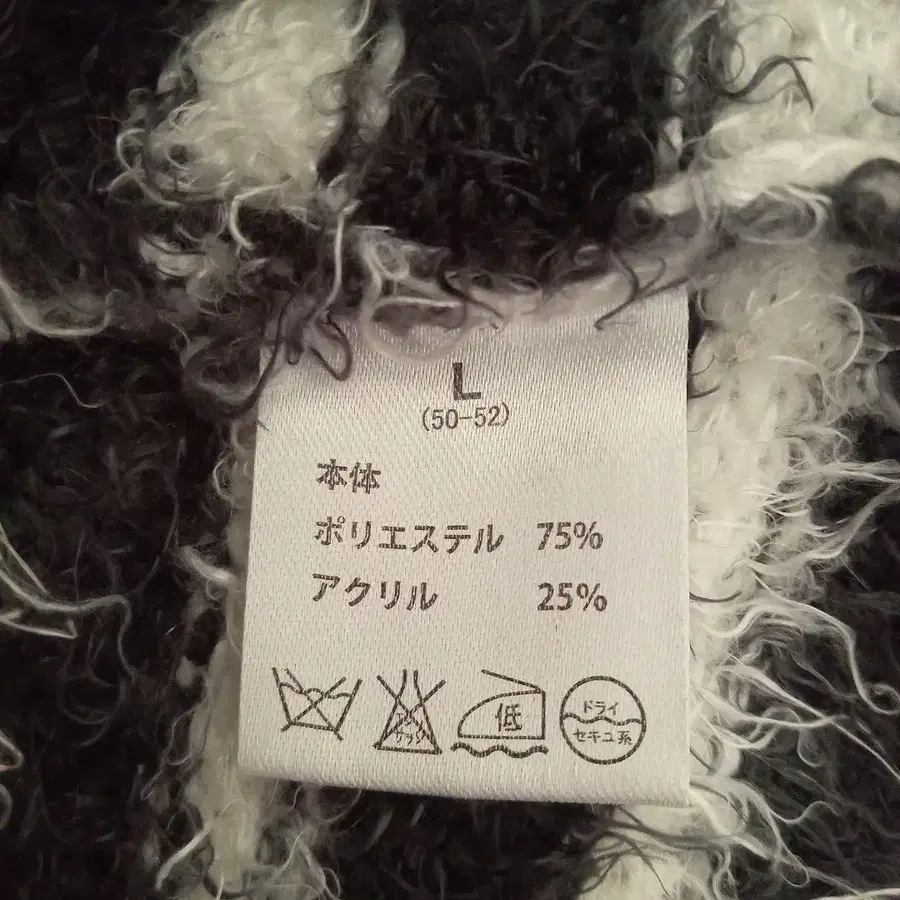 L
(50-52)
本体
ポリエステル 75%
アクリル 25%
低
ドライ
セキユ系